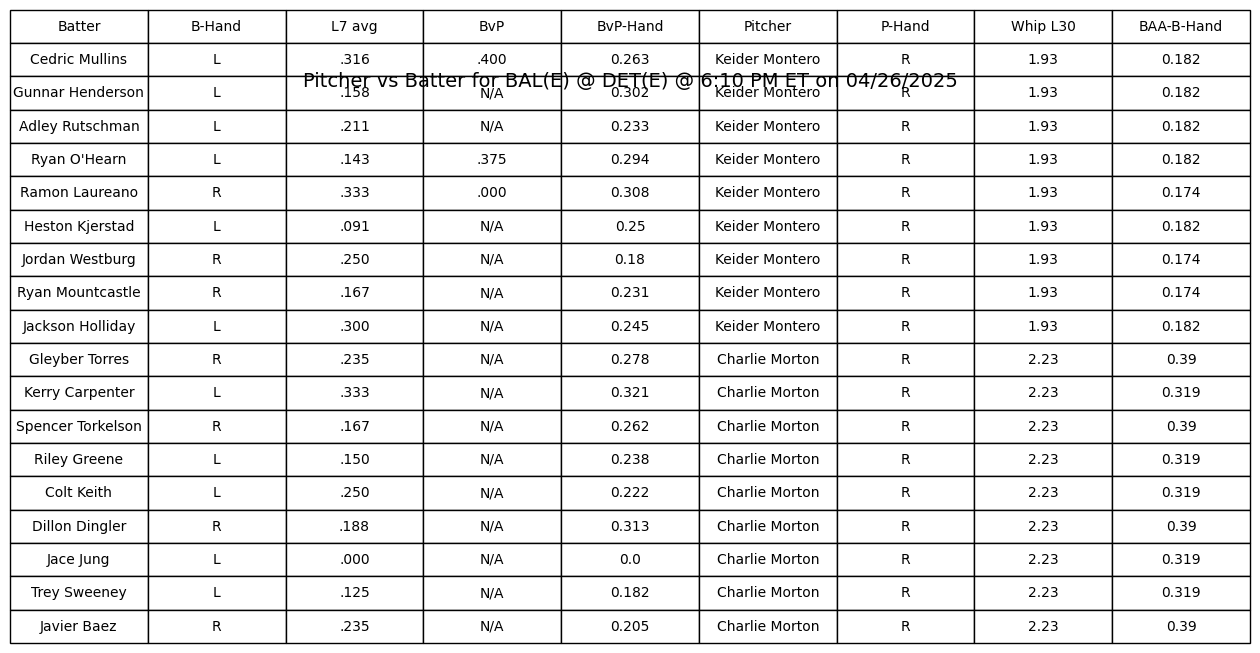 Batter B-Hand L7 avg BvP BvP-Hand Pitcher P-Hand Whip L30 BAA-B-Hand
Cedric Mullins L .316 .400 0.263 Keider Montero R 1.93 0.182
Pitcher vs Batter for BAL(E) @ DET(E) @ 6:10 PM ET on 04/26/2025
Gunnar Henderson L .158 N/A 0.302 Keider Montero R 1.93 0.182
Adley Rutschman L .211 N/A 0.233 Keider Montero R 1.93 0.182
Ryan O'Hearn L .143 .375 0.294 Keider Montero R 1.93 0.182
Ramon Laureano R .333 .000 0.308 Keider Montero R 1.93 0.174
Heston Kjerstad L .091 N/A 0.25 Keider Montero R 1.93 0.182
Jordan Westburg R .250 N/A 0.18 Keider Montero R 1.93 0.174
Ryan Mountcastle R .167 N/A 0.231 Keider Montero R 1.93 0.174
Jackson Holliday L .300 N/A 0.245 Keider Montero R 1.93 0.182
Gleyber Torres R .235 N/A 0.278 Charlie Morton R 2.23 0.39
Kerry Carpenter L .333 N/A 0.321 Charlie Morton R 2.23 0.319
Spencer Torkelson R .167 N/A 0.262 Charlie Morton R 2.23 0.39
Riley Greene L .150 N/A 0.238 Charlie Morton R 2.23 0.319
Colt Keith L .250 N/A 0.222 Charlie Morton R 2.23 0.319
Dillon Dingler R .188 N/A 0.313 Charlie Morton R 2.23 0.39
Jace Jung L .000 N/A 0.0 Charlie Morton R 2.23 0.319
Trey Sweeney L .125 N/A 0.182 Charlie Morton R 2.23 0.319
Javier Baez R .235 N/A 0.205 Charlie Morton R 2.23 0.39